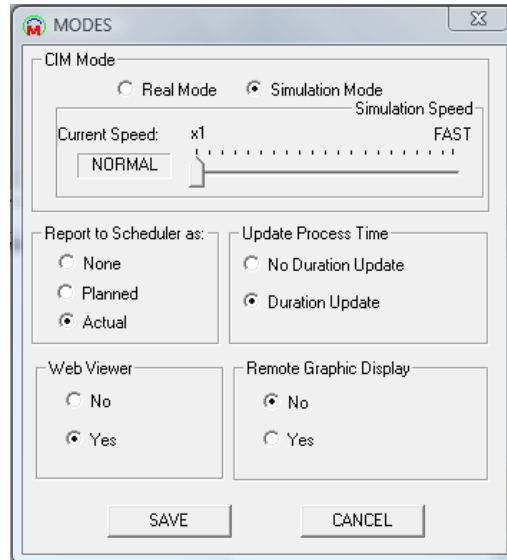 MODES
CIM Mode
Real Mode Simulation Mode
Simulation Speed
Current Speed: x1 FAST
NORMAL
Report to Scheduler as:
None
Planned
Actual
Update Process Time
No Duration Update
Duration Update
Web Viewer
No
Yes
Remote Graphic Display
No
Yes
SAVE CANCEL